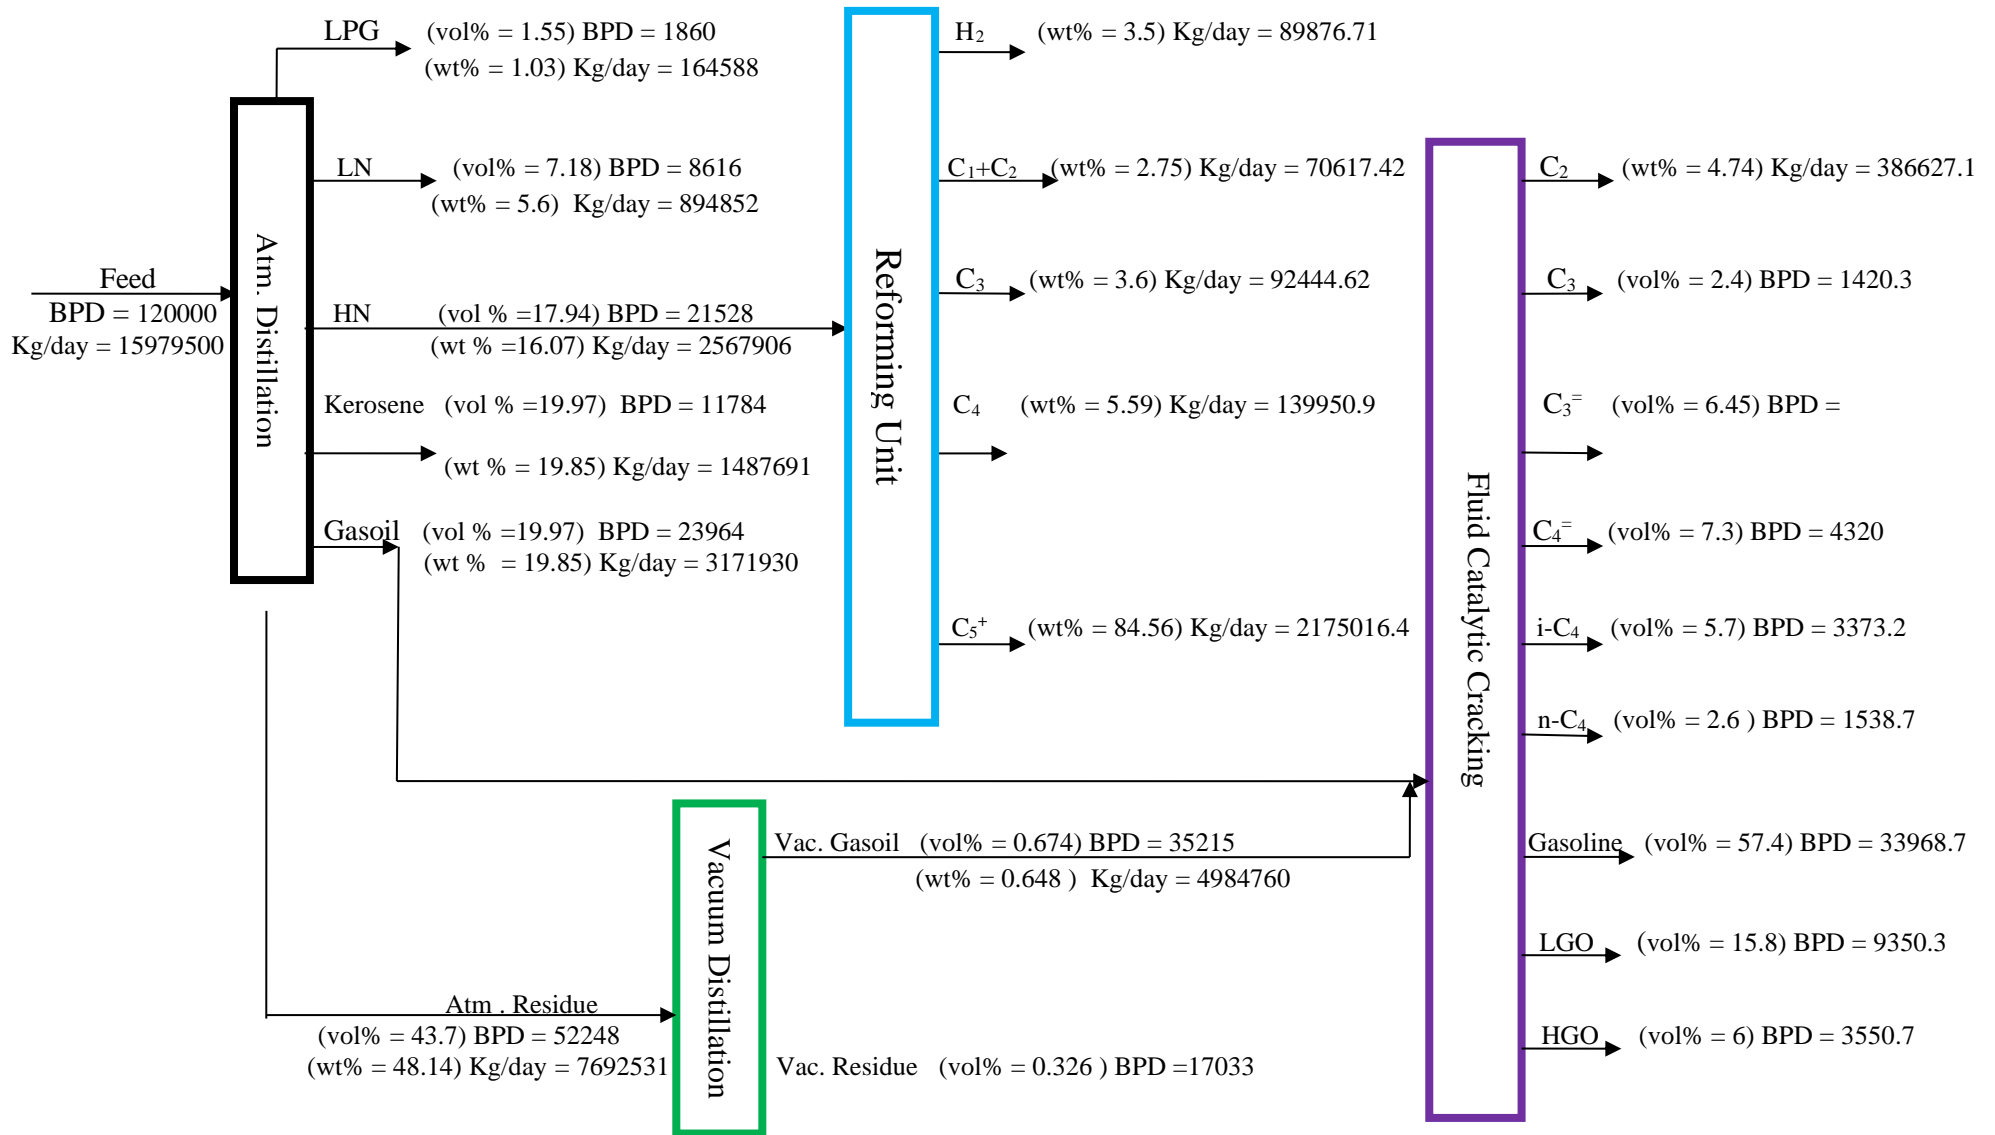 LPG (vol% = 1.55) BPD = 1860
(wt% = 1.03) Kg/day = 164588
LN (vol% = 7.18) BPD = 8616
(wt% = 5.6) Kg/day = 894852
Feed
BPD = 120000
Kg/day = 15979500
Atm. Distillation
HN (vol % =17.94) BPD = 21528
(wt % =16.07) Kg/day = 2567906
Kerosene (vol % =19.97) BPD = 11784
(wt % = 19.85) Kg/day = 1487691
Gasoil (vol % =19.97) BPD = 23964
(wt % = 19.85) Kg/day = 3171930
Atm . Residue
(vol% = 43.7) BPD = 52248
(wt% = 48.14) Kg/day = 7692531
Reforming Unit
H₂ (wt% = 3.5) Kg/day = 89876.71
C₁+C₂ (wt% = 2.75) Kg/day = 70617.42
C₃ (wt% = 3.6) Kg/day = 92444.62
C₄ (wt% = 5.59) Kg/day = 139950.9
C₅⁺ (wt% = 84.56) Kg/day = 2175016.4
Vacuum Distillation
Vac. Gasoil (vol% = 0.674) BPD = 35215
(wt% = 0.648 ) Kg/day = 4984760
Vac. Residue (vol% = 0.326 ) BPD =17033
Fluid Catalytic Cracking
C₂ (wt% = 4.74) Kg/day = 386627.1
C₃ (vol% = 2.4) BPD = 1420.3
C₃⁼ (vol% = 6.45) BPD =
C₄⁼ (vol% = 7.3) BPD = 4320
i-C₄ (vol% = 5.7) BPD = 3373.2
n-C₄ (vol% = 2.6 ) BPD = 1538.7
Gasoline (vol% = 57.4) BPD = 33968.7
LGO (vol% = 15.8) BPD = 9350.3
HGO (vol% = 6) BPD = 3550.7